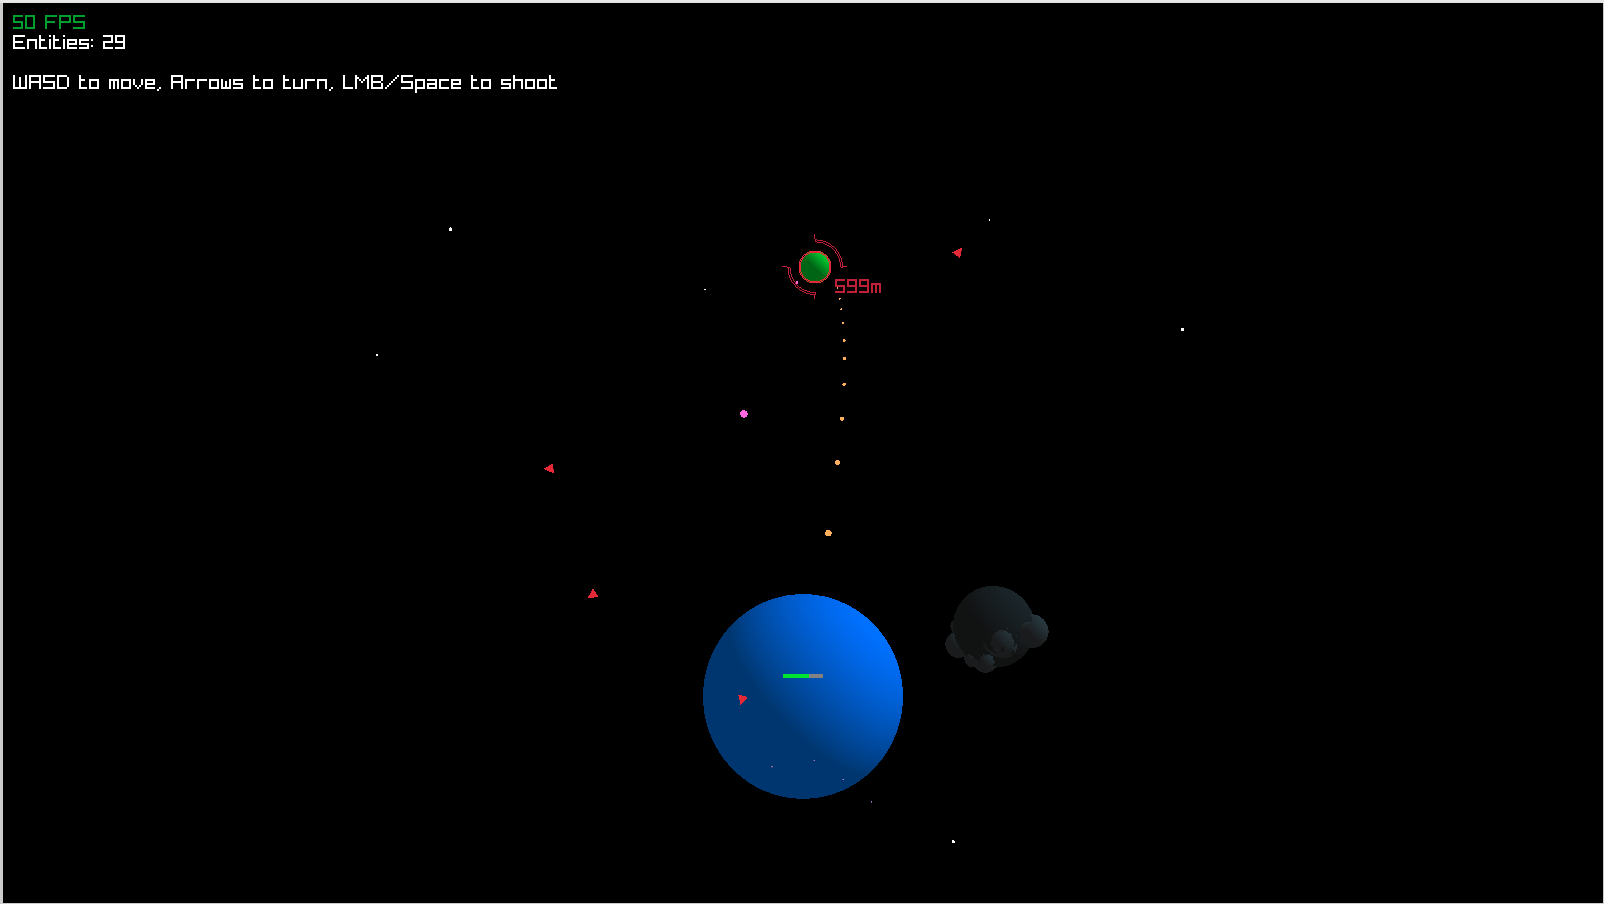 50 FPS
Entities: 29
WASD to move, Arrows to turn, LMB/Space to shoot
599m